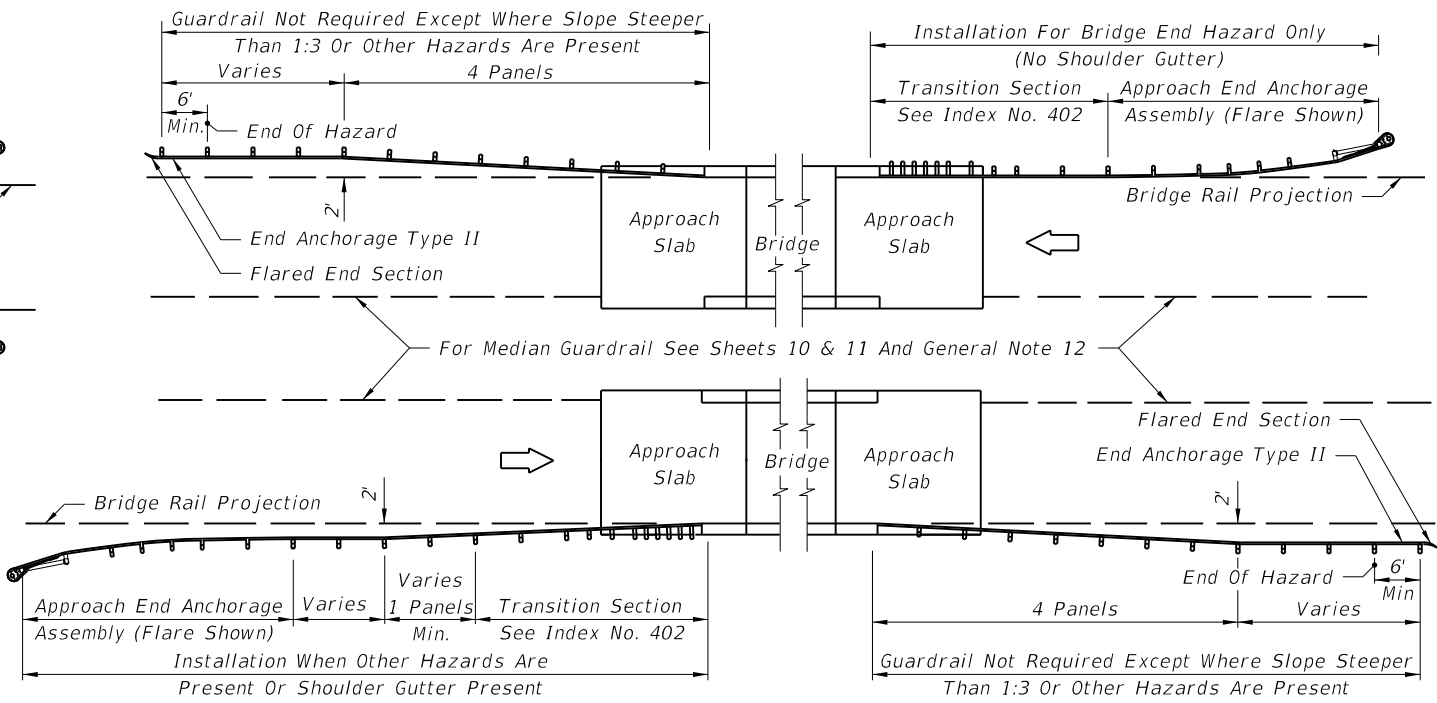 Guardrail Not Required Except Where Slope Steeper
Than 1:3 Or Other Hazards Are Present
Varies
4 Panels
6'
Min.
End Of Hazard
2'
End Anchorage Type II
Flared End Section
Installation For Bridge End Hazard Only
(No Shoulder Gutter)
Transition Section
See Index No. 402
Approach End Anchorage
Assembly (Flare Shown)
Bridge Rail Projection
Approach
Slab
Bridge
Approach
Slab
For Median Guardrail See Sheets 10 & 11 And General Note 12
Flared End Section
End Anchorage Type II
Approach
Slab
Bridge
Approach
Slab
Bridge Rail Projection
2'
2'
End Of Hazard
6'
Min
Approach End Anchorage
Assembly (Flare Shown)
Varies
Varies
1 Panels
Min.
Transition Section
See Index No. 402
4 Panels
Varies
Installation When Other Hazards Are
Present Or Shoulder Gutter Present
Guardrail Not Required Except Where Slope Steeper
Than 1:3 Or Other Hazards Are Present